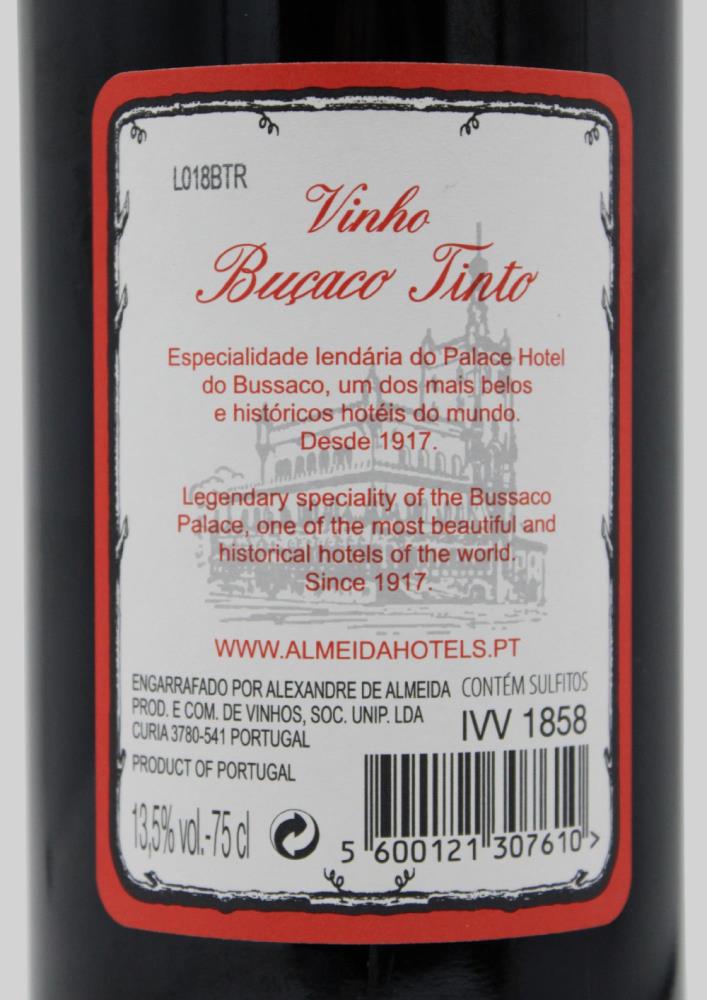 L018BTR
Vinho
Buçaco Tinto
Especialidade lendária do Palace Hotel
do Bussaco, um dos mais belos
e históricos hotéis do mundo.
Desde 1917.
Legendary speciality of the Bussaco
Palace, one of the most beautiful and
historical hotels of the world.
Since 1917.
WWW.ALMEIDAHOTELS.PT
ENGARRAFADO POR ALEXANDRE DE ALMEIDA
PROD. E COM. DE VINHOS, SOC. UNIP. LDA
CURIA 3780-541 PORTUGAL
PRODUCT OF PORTUGAL
CONTÉM SULFITOS
IVV 1858
13,5% vol.-75 cl
5 600121 307610 >